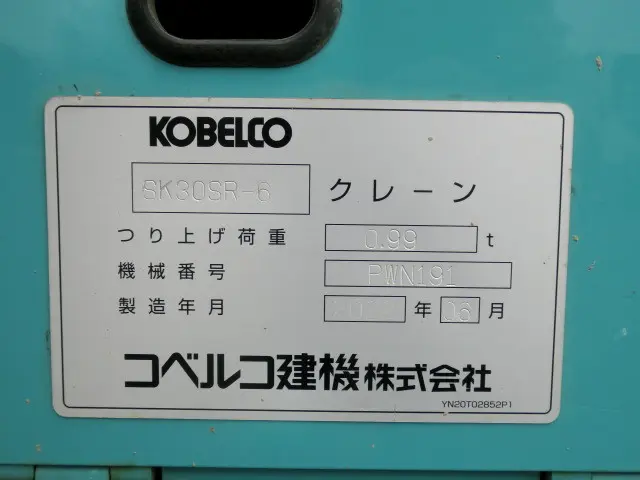 KOBELCO
SK30SR-6 クレーン
つり上げ荷重 0.99 t
機械番号 PWN191
製造年月 年 月
コベルコ建機株式会社
YN20T02852P1